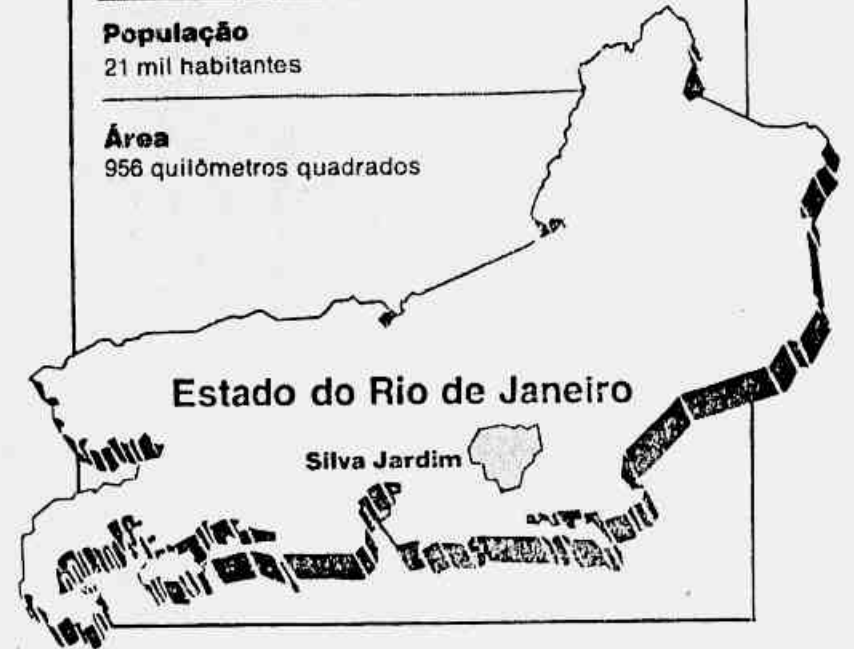 População
21 mil habitantes
Área
956 quilômetros quadrados
Estado do Rio de Janeiro
Silva Jardim